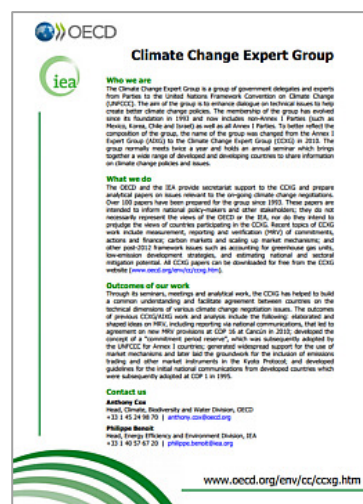 OECD
Climate Change Expert Group
iea
Who we are
The Climate Change Expert Group is a group of government delegates and experts
from Parties to the United Nations Framework Convention on Climate Change
(UNFCCC). The aim of the group is to enhance dialogue on technical issues to help
create better climate change policies. The membership of the group has evolved
since its foundation in 1993 and now includes non-Annex I Parties (such as
Mexico, Korea, Chile and Israel) as well as all Annex I Parties. To better reflect the
composition of the group, the name of the group was changed from the Annex I
Expert Group (AIXG) to the Climate Change Expert Group (CCXG) in 2010. The
group normally meets twice a year and holds an annual seminar which brings
together a wide range of developed and developing countries to share information
on climate change policies and issues.
What we do
The OECD and the IEA provide secretariat support to the CCXG and prepare
analytical papers on issues relevant to the on-going climate change negotiations.
Over 100 papers have been prepared for the group since 1993. These papers are
intended to inform national policy-makers and other stakeholders; they do not
necessarily represent the views of the OECD or the IEA, nor do they intend to
prejudge the views of countries participating in the CCXG. Recent topics of CCXG
work include measurement, reporting and verification (MRV) of commitments,
actions and finance; carbon markets and scaling up market mechanisms; and
other post-2012 framework issues such as accounting for greenhouse gas units,
low-emission development strategies, and estimating national and sectoral
mitigation potential. All CCXG papers can be downloaded for free from the CCXG
website (www.oecd.org/env/cc/ccxg.htm).
Outcomes of our work
Through its seminars, meetings and analytical work, the CCXG has helped to build
a common understanding and facilitate agreement between countries on the
technical dimensions of various climate change negotiation issues. The outcomes
of previous CCXG/AIXG work and analysis include the following: elaborated and
shaped ideas on MRV, including reporting via national communications, that led to
agreement on new MRV provisions at COP 16 at Cancún in 2010; developed the
concept of a "commitment period reserve", which was subsequently adopted by
the UNFCCC for Annex I countries; generated widespread support for the use of
market mechanisms and later laid the groundwork for the inclusion of emissions
trading and other market instruments in the Kyoto Protocol; and developed
guidelines for the initial national communications from developed countries which
were subsequently adopted at COP 1 in 1995.
Contact us
Anthony Cox
Head, Climate, Biodiversity and Water Division, OECD
+33 1 45 24 98 70 | anthony.cox@oecd.org
Philippe Benoit
Head, Energy Efficiency and Environment Division, IEA
+33 1 40 57 67 20 | philippe.benoit@iea.org
www.oecd.org/env/cc/ccxg.htm